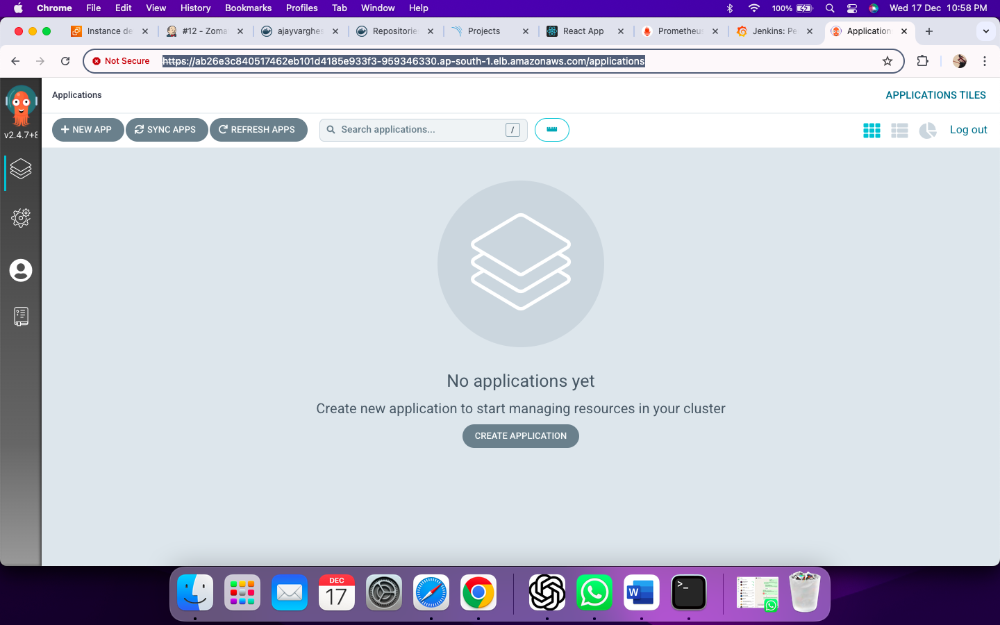 Chrome File Edit View History Bookmarks Profiles Tab Window Help 100% Wed 17 Dec 10:58 PM
Instance de #12 - Zoma ajayvarghes Repositorie Projects React App Prometheus Jenkins: Pe Application
Not Secure https://ab26e3c840517462eb101d4185e933f3-959346330.ap-south-1.elb.amazonaws.com/applications
Applications APPLICATIONS TILES
v2.4.7+8
NEW APP SYNC APPS REFRESH APPS Search applications... / Log out
No applications yet
Create new application to start managing resources in your cluster
CREATE APPLICATION
DEC
17
W
>_